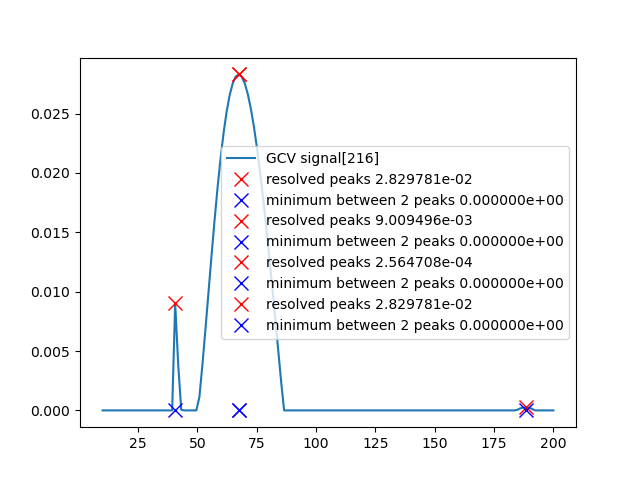 0.025
0.020
0.015
0.010
0.005
0.000
GCV signal[216]
resolved peaks 2.829781e-02
minimum between 2 peaks 0.000000e+00
resolved peaks 9.009496e-03
minimum between 2 peaks 0.000000e+00
resolved peaks 2.564708e-04
minimum between 2 peaks 0.000000e+00
resolved peaks 2.829781e-02
minimum between 2 peaks 0.000000e+00
25 50 75 100 125 150 175 200